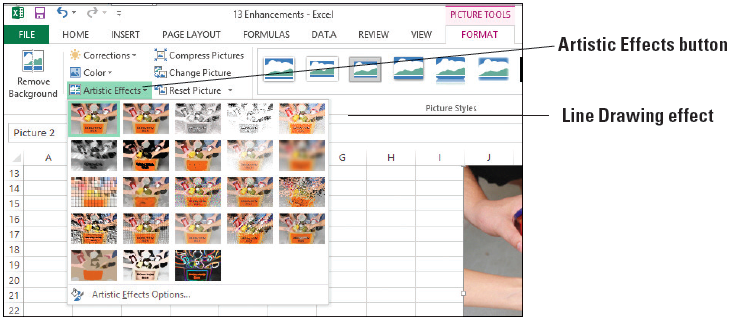 13 Enhancements - Excel
PICTURE TOOLS
FILE HOME INSERT PAGE LAYOUT FORMULAS DATA REVIEW VIEW FORMAT
Remove Background
Corrections
Color
Artistic Effects
Compress Pictures
Change Picture
Reset Picture
Picture Styles
Artistic Effects button
Line Drawing effect
Picture 2
A G H I J
13
14
15
16
17
18
19
20
21
22
Artistic Effects Options...